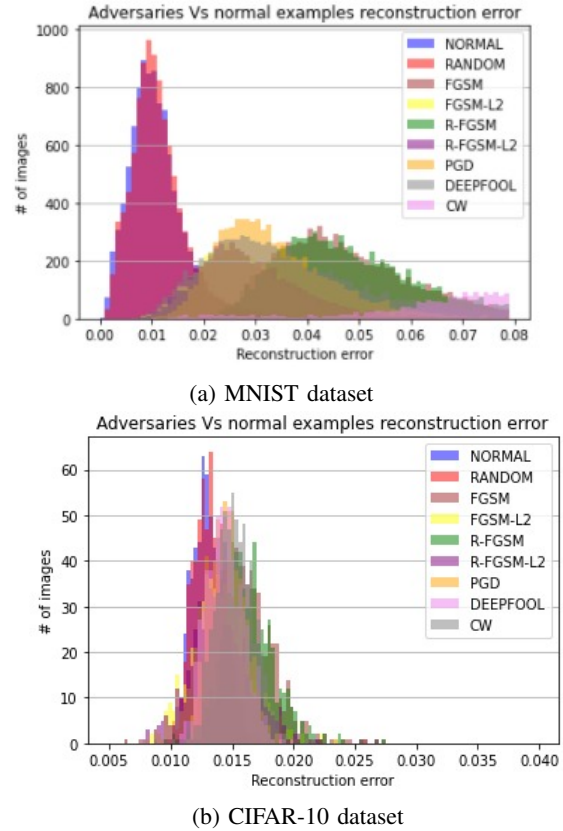 Adversaries Vs normal examples reconstruction error
1000
800
600
400
200
0
# of images
NORMAL
RANDOM
FGSM
FGSM-L2
R-FGSM
R-FGSM-L2
PGD
DEEPFOOL
CW
0.00 0.01 0.02 0.03 0.04 0.05 0.06 0.07 0.08
Reconstruction error
(a) MNIST dataset
Adversaries Vs normal examples reconstruction error
60
50
40
30
20
10
0
# of images
NORMAL
RANDOM
FGSM
FGSM-L2
R-FGSM
R-FGSM-L2
PGD
DEEPFOOL
CW
0.005 0.010 0.015 0.020 0.025 0.030 0.035 0.040
Reconstruction error
(b) CIFAR-10 dataset